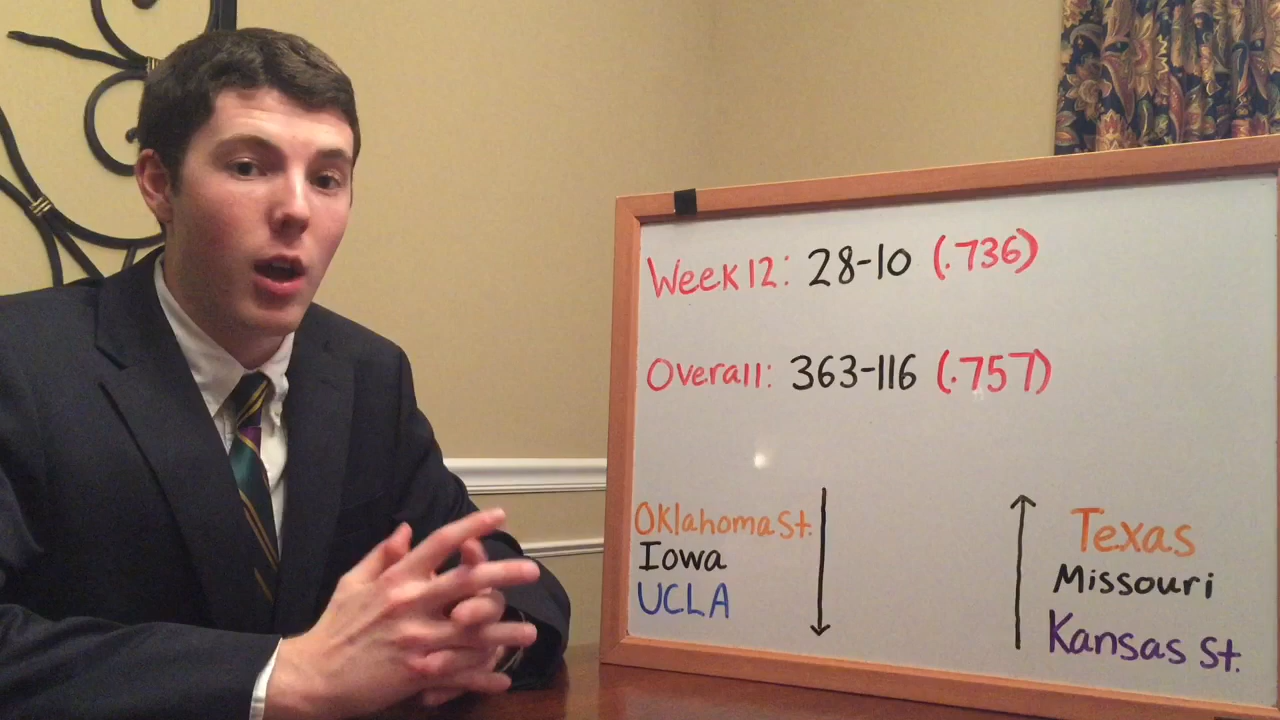 Week 12: 28-10 (.736)
Overall: 363-116 (.757)
Oklahoma St.
Iowa
UCLA
Texas
Missouri
Kansas St.